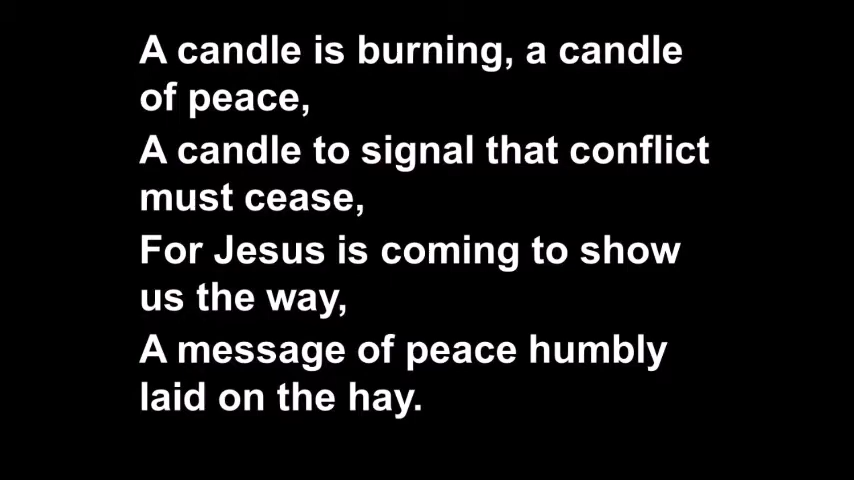 A candle is burning, a candle
of peace,
A candle to signal that conflict
must cease,
For Jesus is coming to show
us the way,
A message of peace humbly
laid on the hay.